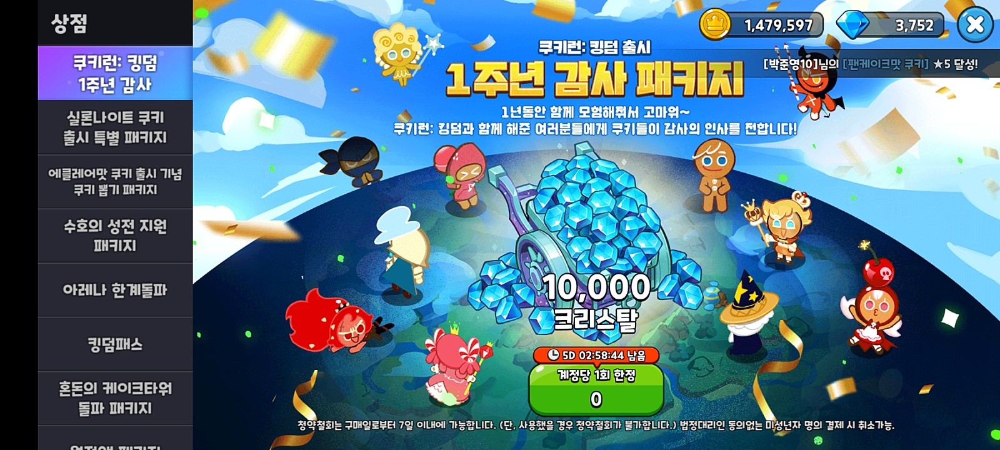 상점
쿠키런: 킹덤
1주년 감사
실론나이트 쿠키
출시 특별 패키지
에클레어맛 쿠키 출시 기념
쿠키 뽑기 패키지
수호의 성전 지원
패키지
아레나 한계돌파
킹덤패스
혼돈의 케이크타워
돌파 패키지
1,479,597
3,752
[박준영10]님의 [팬케이크맛 쿠키] ★5 달성!
쿠키런: 킹덤 출시
1주년 감사 패키지
1년동안 함께 모험해줘서 고마워~
쿠키런: 킹덤과 함께 해준 여러분들에게 쿠키들이 감사의 인사를 전합니다!
10,000
크리스탈
5D 02:58:44 남음
계정당 1회 한정
0
청약철회는 구매일로부터 7일 이내에 가능합니다. (단, 사용했을 경우 청약철회가 불가합니다.) 법정대리인 동의없는 미성년자 명의 결제 시 취소가능.